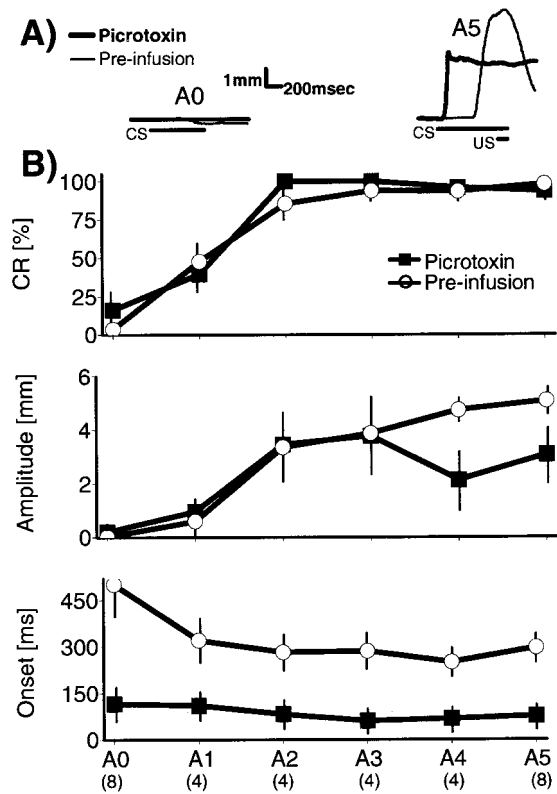 A)
Picrotoxin
Pre-infusion
A0
CS
1mm
200msec
A5
CS
US
B)
CR [%]
100
75
50
25
0
Picrotoxin
Pre-infusion
Amplitude [mm]
6
4
2
0
Onset [ms]
450
300
150
0
A0 A1 A2 A3 A4 A5
(8) (4) (4) (4) (4) (8)